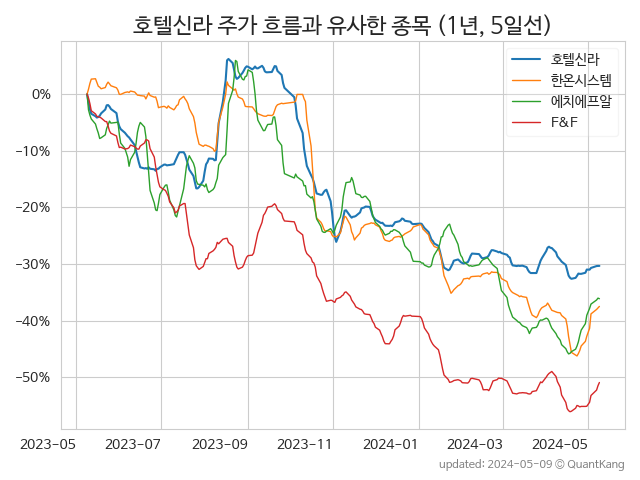 호텔신라 주가 흐름과 유사한 종목 (1년, 5일선)
호텔신라
한온시스템
에치에프알
F&F
0%
−10%
−20%
−30%
−40%
−50%
2023-05
2023-07
2023-09
2023-11
2024-01
2024-03
2024-05
updated: 2024-05-09 ⓒ QuantKang